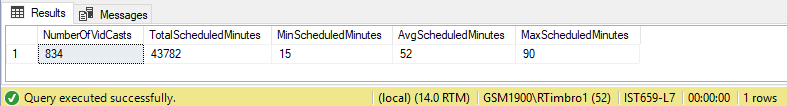 Results Messages
NumberOfVidCasts TotalScheduledMinutes MinScheduledMinutes AvgScheduledMinutes MaxScheduledMinutes
1 834 43782 15 52 90
Query executed successfully. (local) (14.0 RTM) GSM1900\RTimbro1 (52) IST659-L7 00:00:00 1 rows